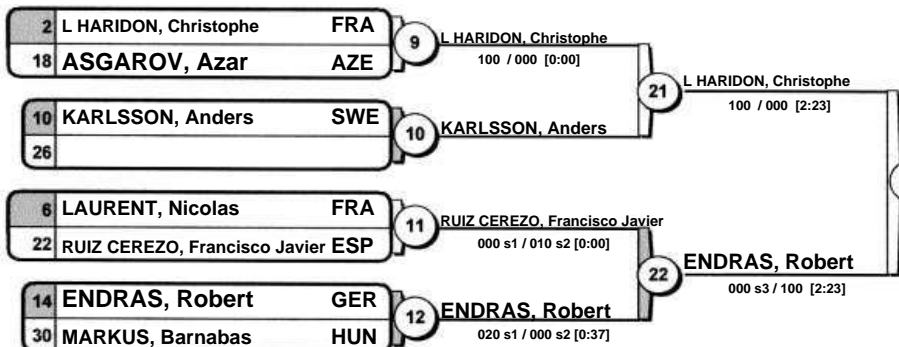 2 L HARIDON, Christophe FRA
18 ASGAROV, Azar AZE
9
L HARIDON, Christophe
100 / 000 [0:00]
10 KARLSSON, Anders SWE
26
10
KARLSSON, Anders
21
L HARIDON, Christophe
100 / 000 [2:23]
6 LAURENT, Nicolas FRA
22 RUIZ CEREZO, Francisco Javier ESP
11
RUIZ CEREZO, Francisco Javier
000 s1 / 010 s2 [0:00]
14 ENDRAS, Robert GER
30 MARKUS, Barnabas HUN
12
ENDRAS, Robert
020 s1 / 000 s2 [0:37]
22
ENDRAS, Robert
000 s3 / 100 [2:23]